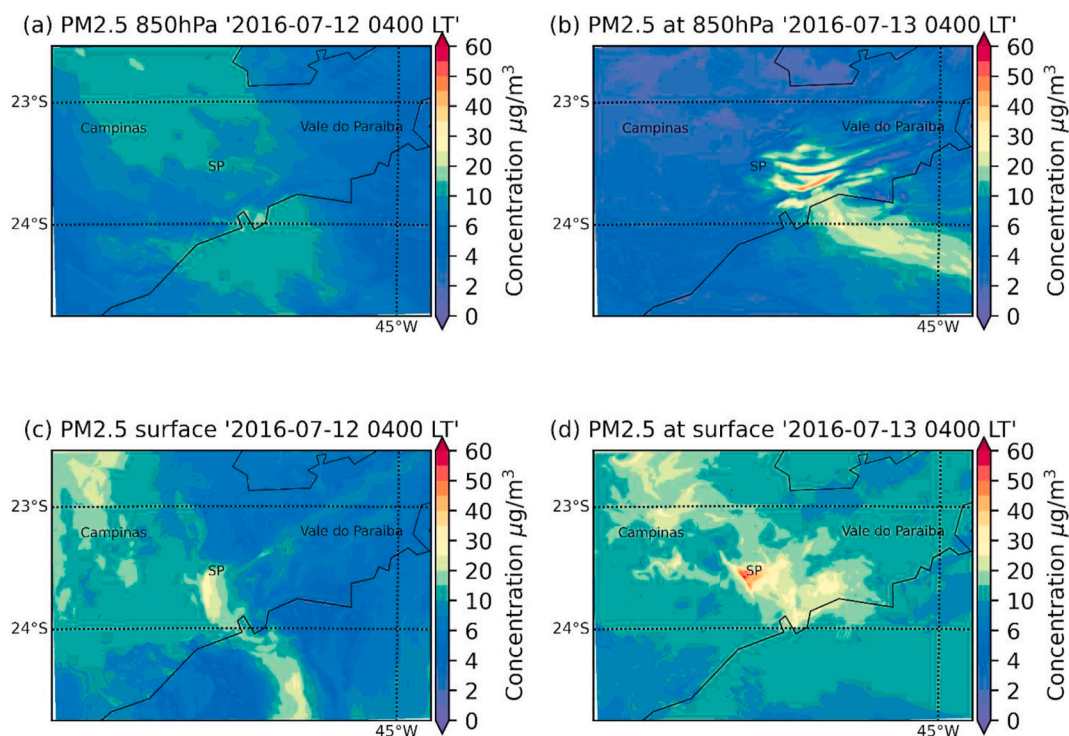 (a) PM2.5 850hPa '2016-07-12 0400 LT'
23°S
24°S
45°W
Campinas
Vale do Paraiba
SP
60
50
40
30
20
10
6
4
2
0
Concentration µg/m³
(b) PM2.5 at 850hPa '2016-07-13 0400 LT'
23°S
24°S
45°W
Campinas
Vale do Paraiba
SP
60
50
40
30
20
10
6
4
2
0
Concentration µg/m³
(c) PM2.5 surface '2016-07-12 0400 LT'
23°S
24°S
45°W
Campinas
Vale do Paraiba
SP
60
50
40
30
20
10
6
4
2
0
Concentration µg/m³
(d) PM2.5 at surface '2016-07-13 0400 LT'
23°S
24°S
45°W
Campinas
Vale do Paraiba
SP
60
50
40
30
20
10
6
4
2
0
Concentration µg/m³